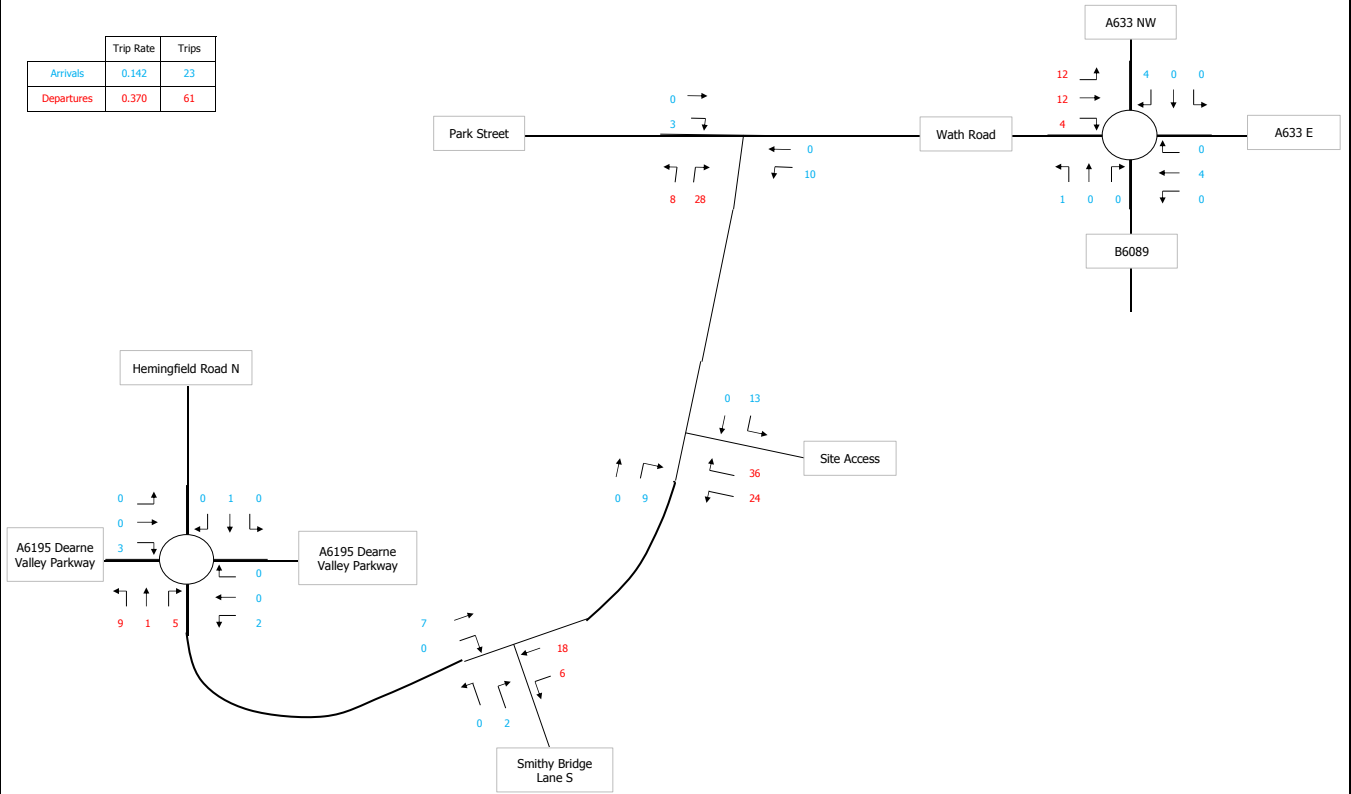 A633 NW
Trip Rate Trips
Arrivals 0.142 23
Departures 0.370 61
12 4 0 0
12
4
0
3
Park Street
Wath Road
A633 E
0
10
0
4
0
8 28
1 0 0
B6089
Hemingfield Road N
0 13
Site Access
36
24
0 9
0 0 1 0
0
3
A6195 Dearne
Valley Parkway
A6195 Dearne
Valley Parkway
0
0
2
9 1 5
7
0
18
6
0 2
Smithy Bridge
Lane S